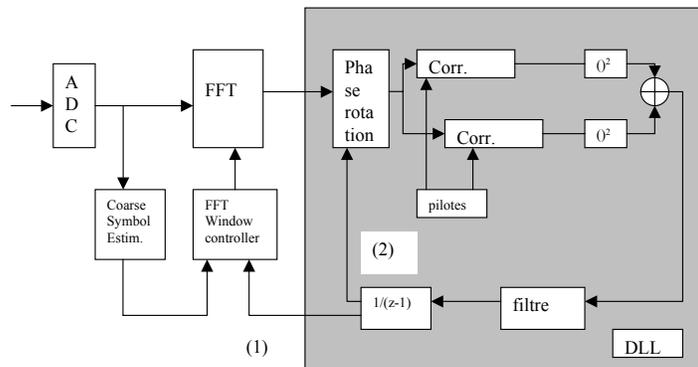 A
D
C
FFT
Pha
se
rota
tion
Corr.
()²
Corr.
()²
pilotes
Coarse
Symbol
Estim.
FFT
Window
controller
(2)
1/(z-1)
filtre
(1)
DLL